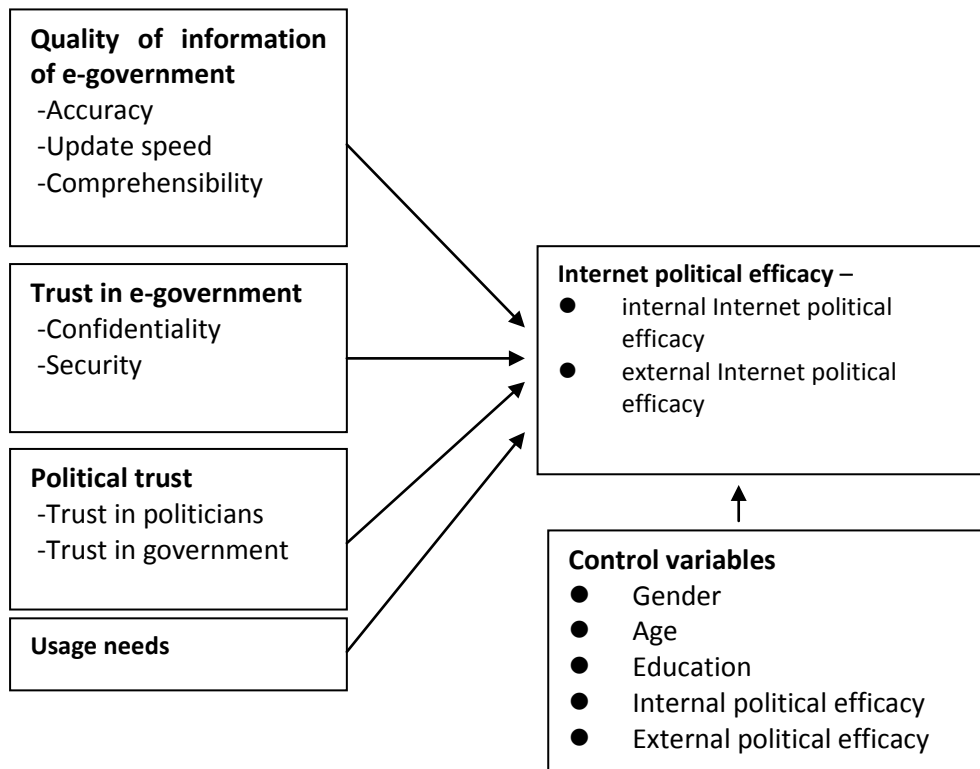 Quality of information
of e-government
-Accuracy
-Update speed
-Comprehensibility
Trust in e-government
-Confidentiality
-Security
Political trust
-Trust in politicians
-Trust in government
Usage needs
Internet political efficacy –
● internal Internet political
efficacy
● external Internet political
efficacy
Control variables
● Gender
● Age
● Education
● Internal political efficacy
● External political efficacy